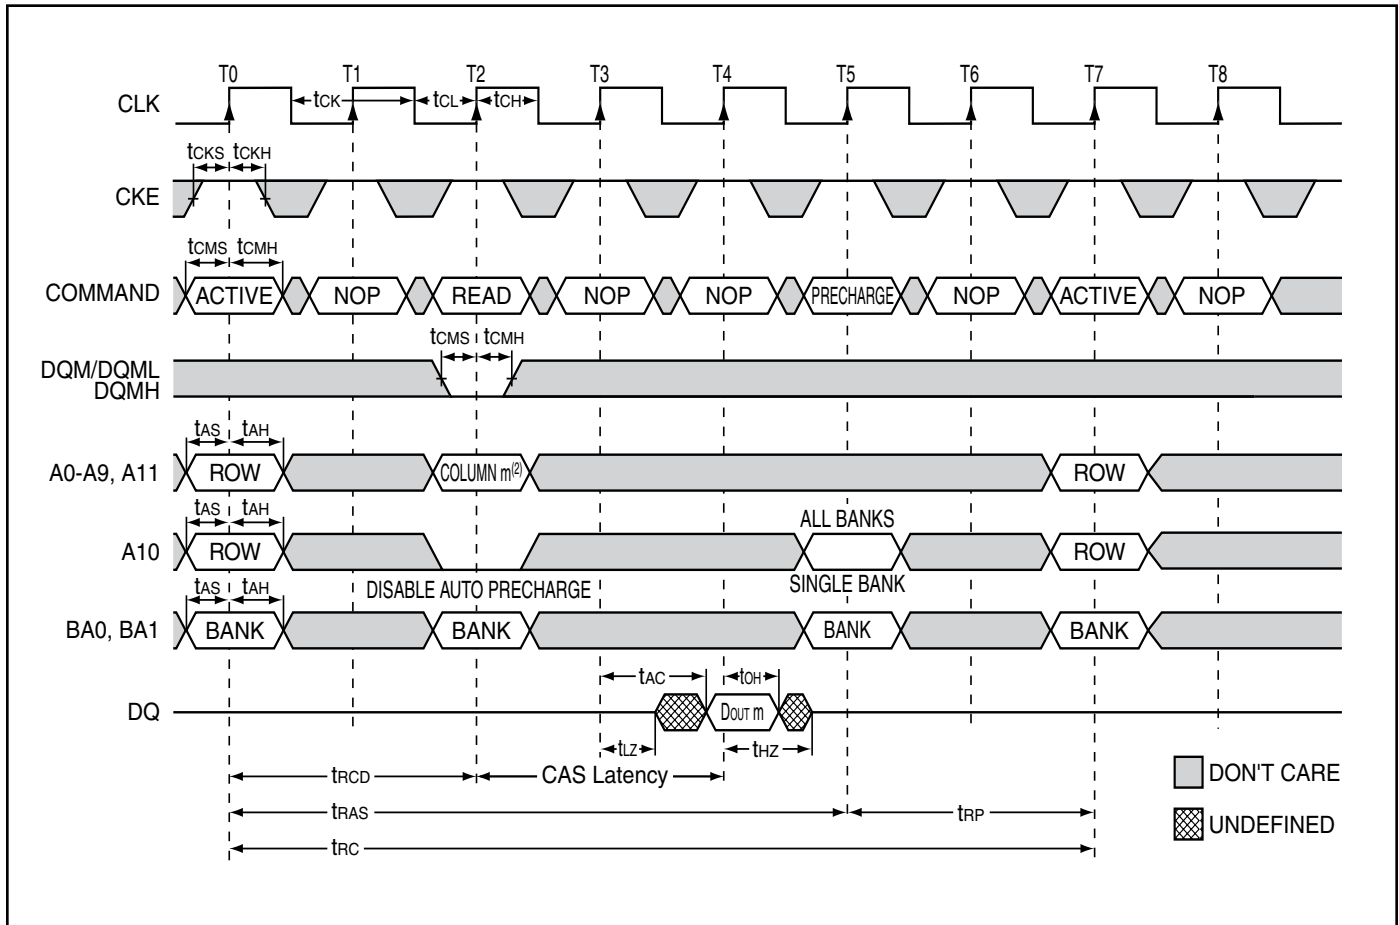 T0 T1 T2 T3 T4 T5 T6 T7 T8
CLK tCK tCL tCH
tCKS tCKH
CKE
tCMS tCMH
COMMAND ACTIVE NOP READ NOP NOP PRECHARGE NOP ACTIVE NOP
tCMS tCMH
DQM/DQML
DQMH
tAS tAH
A0-A9, A11 ROW COLUMN m(2) ROW
tAS tAH ALL BANKS
A10 ROW ROW
DISABLE AUTO PRECHARGE SINGLE BANK
tAS tAH
BA0, BA1 BANK BANK BANK BANK
tAC tOH
DQ DOUT m
tLZ tHZ
tRCD CAS Latency
DON'T CARE
tRAS tRP
UNDEFINED
tRC